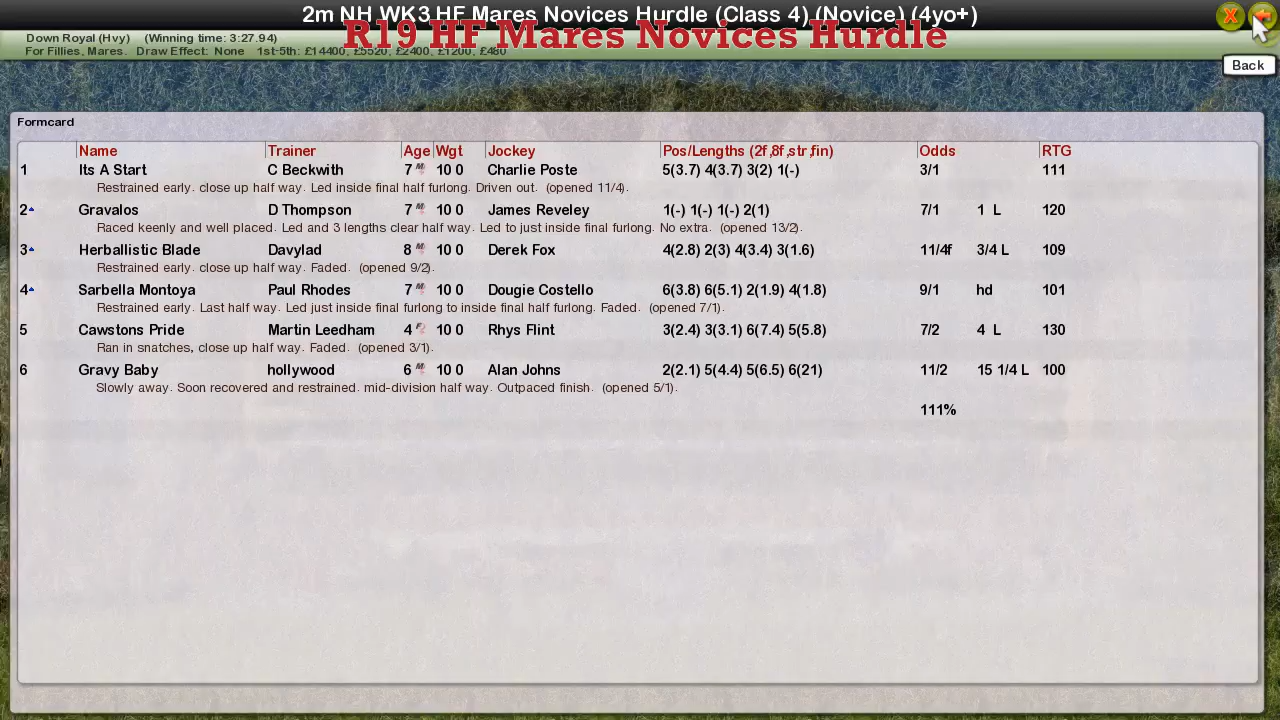 2m NH WK3 HF Mares Novices Hurdle (Class 4) (Novice) (4yo+)
R19 HF Mares Novices Hurdle
Down Royal (Hvy) (Winning time: 3:27.94)
For Fillies, Mares. Draw Effect: None 1st-5th: £14400, £5520, £2400, £1200, £480
X
Back
Formcard
Name Trainer Age Wgt Jockey Pos/Lengths (2f,8f,str,fin) Odds RTG
1 Its A Start C Beckwith 7 M 10 0 Charlie Poste 5(3.7) 4(3.7) 3(2) 1(-) 3/1 111
Restrained early. close up half way. Led inside final half furlong. Driven out. (opened 11/4).
2 Gravalos D Thompson 7 M 10 0 James Reveley 1(-) 1(-) 1(-) 2(1) 7/1 1 L 120
Raced keenly and well placed. Led and 3 lengths clear half way. Led to just inside final furlong. No extra. (opened 13/2).
3 Herballistic Blade Davylad 8 M 10 0 Derek Fox 4(2.8) 2(3) 4(3.4) 3(1.6) 11/4f 3/4 L 109
Restrained early. close up half way. Faded. (opened 9/2).
4 Sarbella Montoya Paul Rhodes 7 M 10 0 Dougie Costello 6(3.8) 6(5.1) 2(1.9) 4(1.8) 9/1 hd 101
Restrained early. Last half way. Led just inside final furlong to inside final half furlong. Faded. (opened 7/1).
5 Cawstons Pride Martin Leedham 4 F 10 0 Rhys Flint 3(2.4) 3(3.1) 6(7.4) 5(5.8) 7/2 4 L 130
Ran in snatches, close up half way. Faded. (opened 3/1).
6 Gravy Baby hollywood 6 M 10 0 Alan Johns 2(2.1) 5(4.4) 5(6.5) 6(21) 11/2 15 1/4 L 100
Slowly away. Soon recovered and restrained. mid-division half way. Outpaced finish. (opened 5/1).
111%